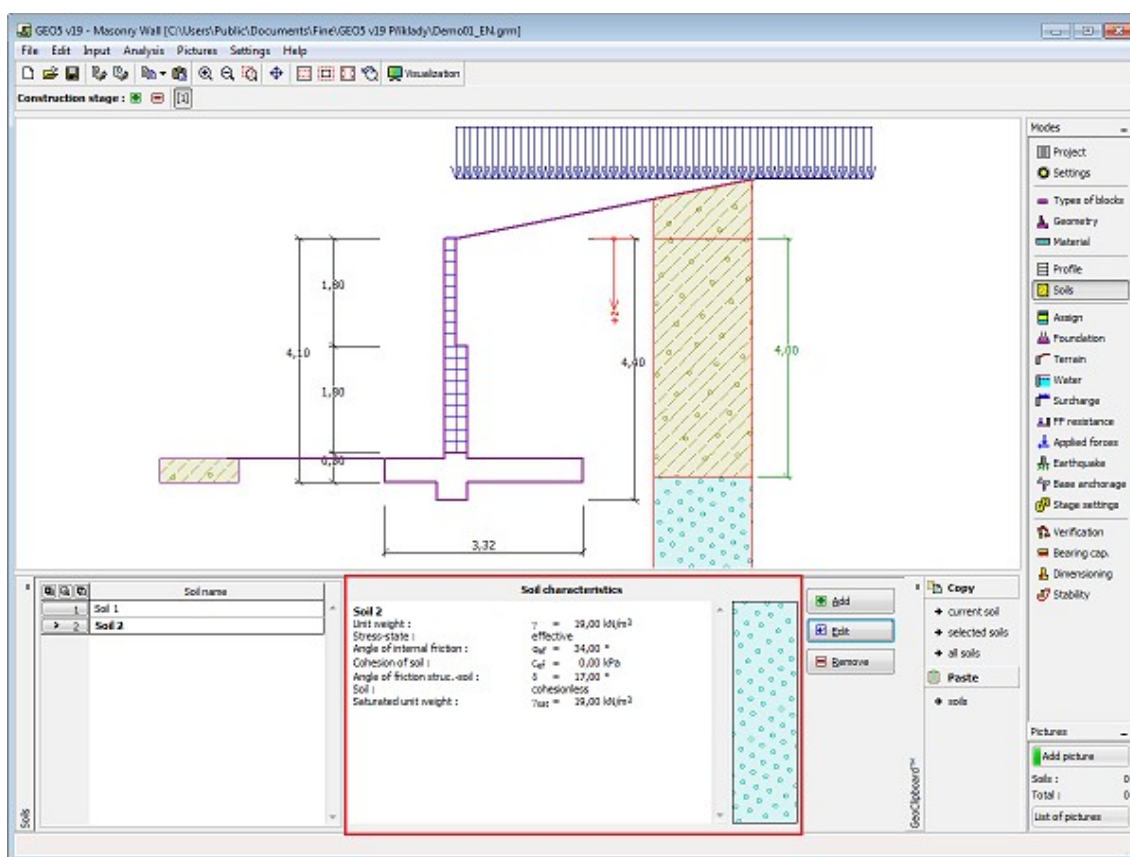 GEO5 v19 - Masonry Wall [C:\Users\Public\Documents\Fine\GEO5 v19 Příklady\Demo01_EN.grm]
File Edit Input Analysis Pictures Settings Help
Visualization
Construction stage : [1]
Modes
Project
Settings
Types of blocks
Geometry
Material
Profile
Soils
Assign
Foundation
Terrain
Water
Surcharge
FF resistance
Applied forces
Earthquake
Base anchorage
Stage settings
Verification
Bearing cap.
Dimensioning
Stability
1,80
+z
4,10
4,40
4,00
1,80
3,32
Soils
Soil name
1 Soil 1
> 2 Soil 2
Soil characteristics
Soil 2
Unit weight : γ = 19,00 kN/m³
Stress-state : effective
Angle of internal friction : φef = 34,00 °
Cohesion of soil : cef = 0,00 kPa
Angle of friction struc.-soil : δ = 17,00 °
Soil : cohesionless
Saturated unit weight : γsat = 19,00 kN/m³
Add
Edit
Remove
GeoClipboard™
Copy
current soil
selected soils
all soils
Paste
soils
Pictures
Add picture
Soils : 0
Total : 0
List of pictures